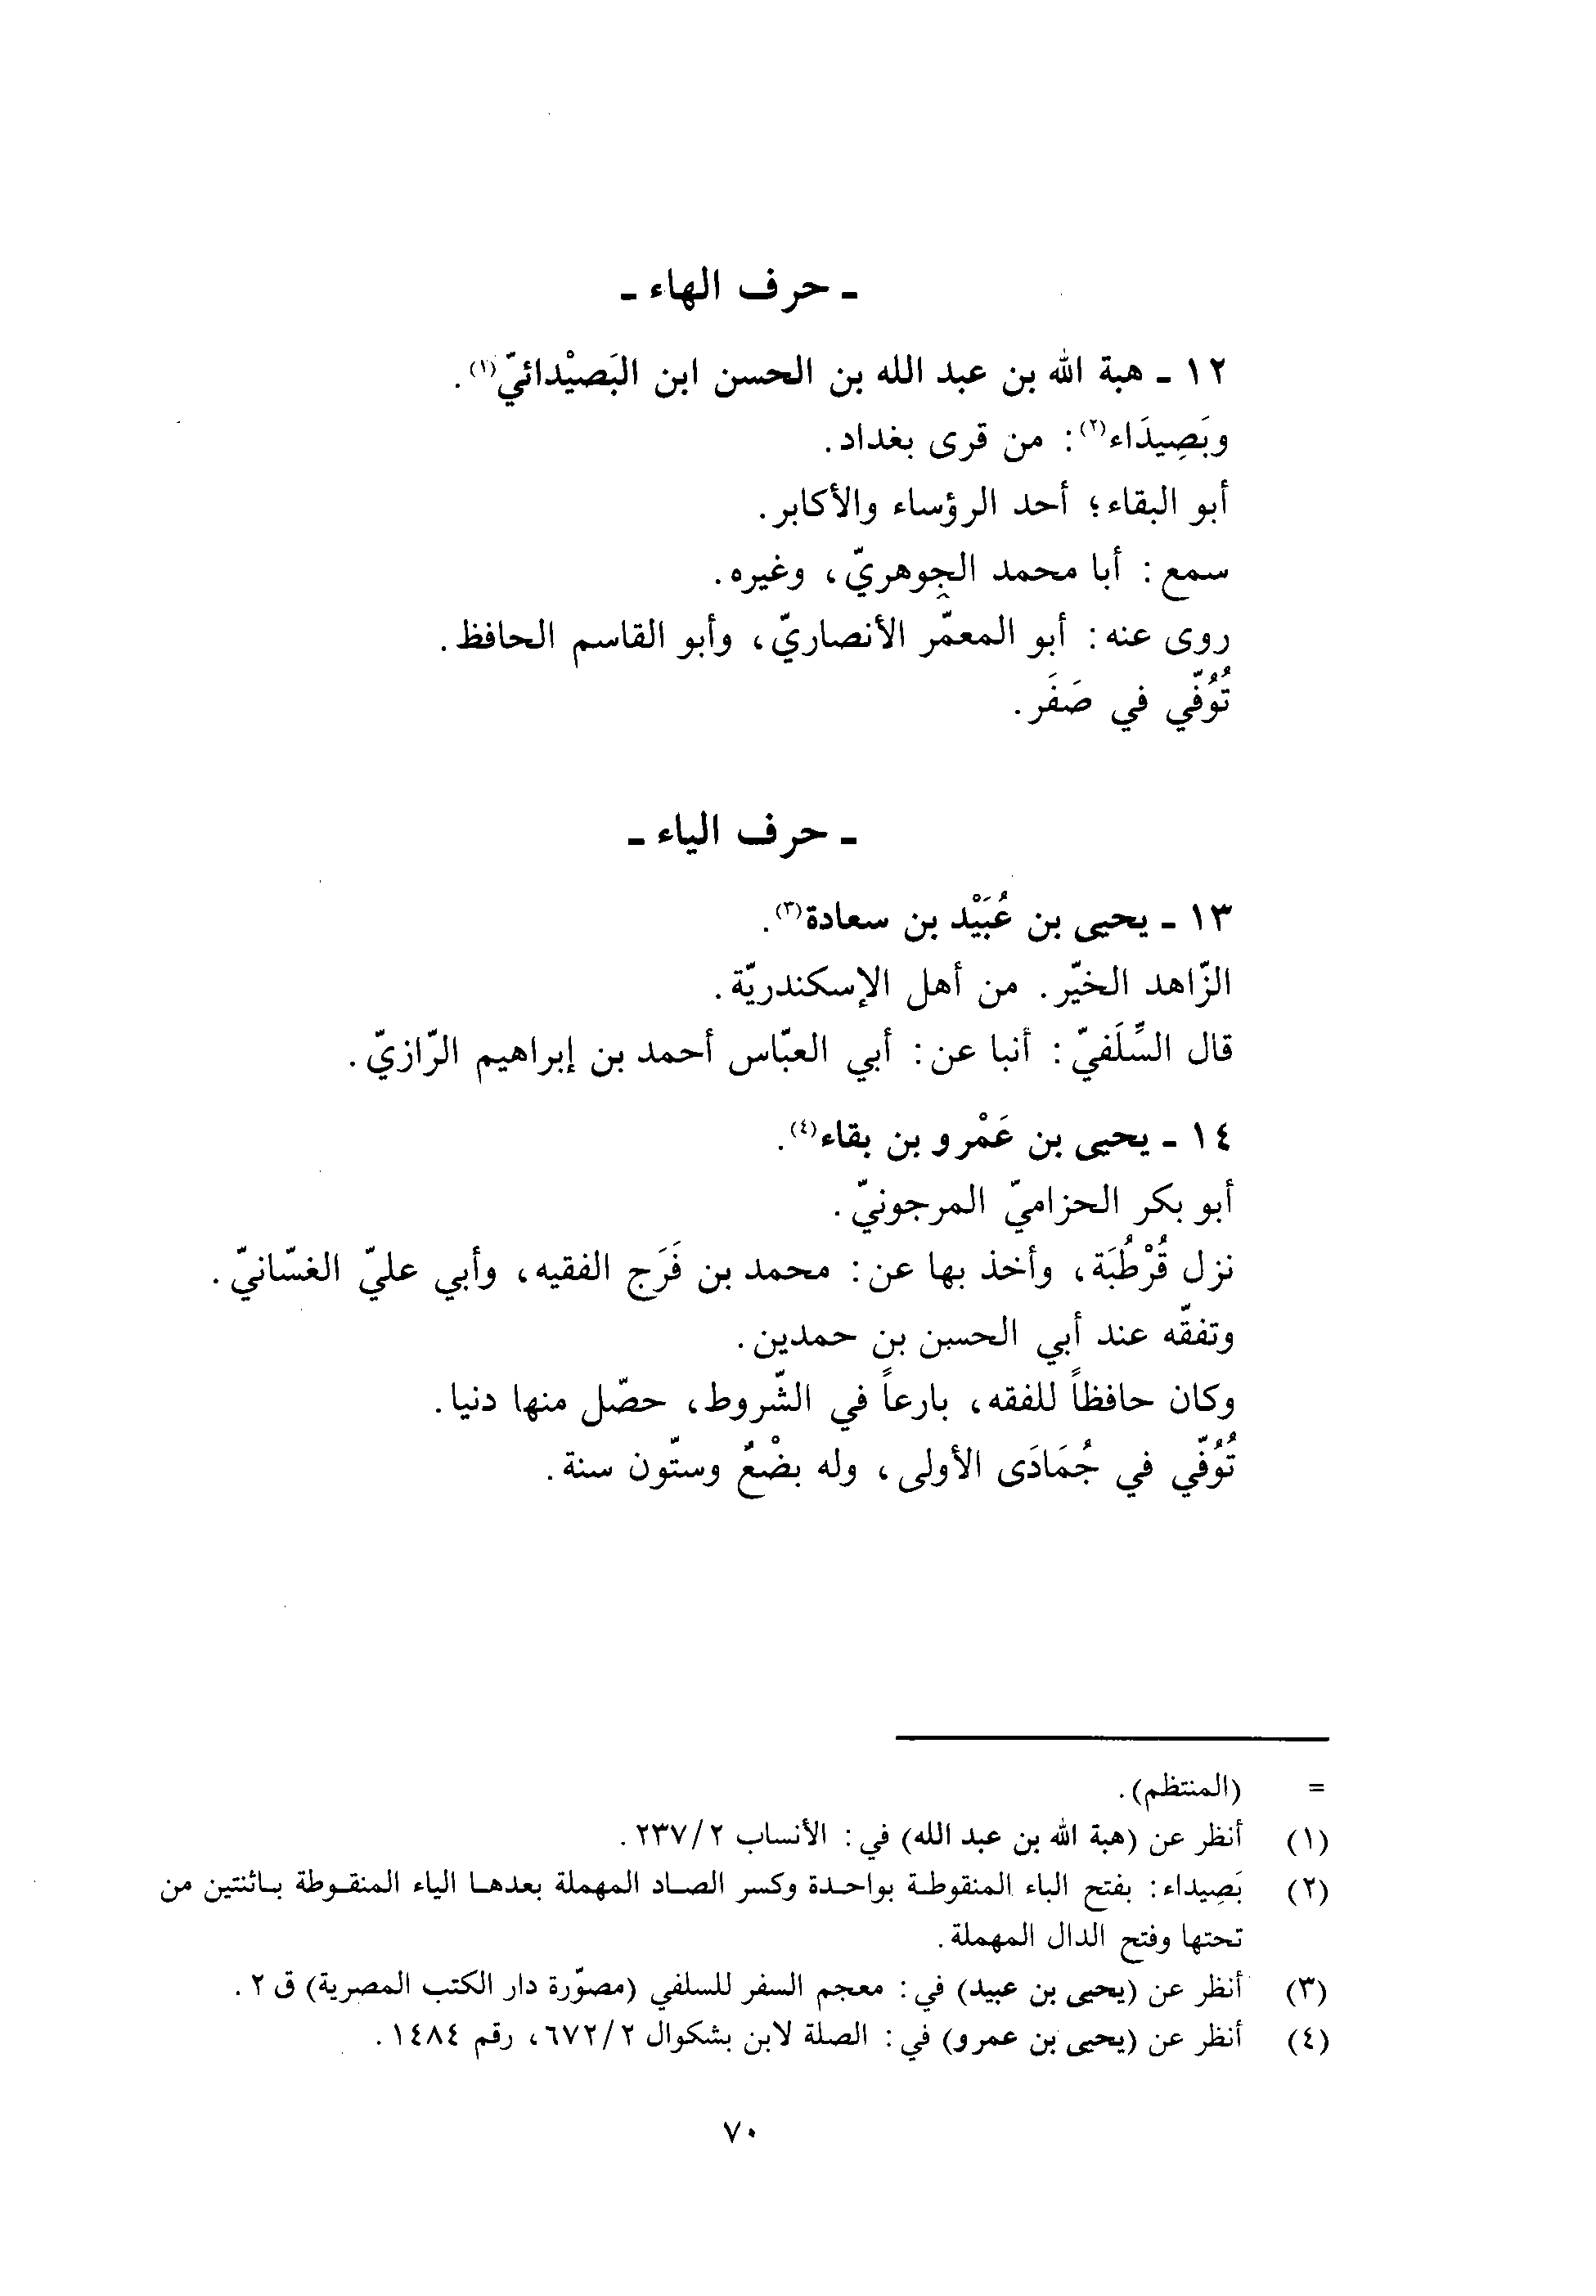 ـ حرف الهاء ـ
١٢ ـ هبة الله بن عبد الله بن الحسن ابن البَصيْدائيّ(١).
وبَصِيدَاء(٢): من قرى بغداد.
أبو البقاء؛ أحد الرؤساء والأكابر.
سمع: أبا محمد الجوهريّ، وغيره.
روى عنه: أبو المعمّر الأنصاريّ، وأبو القاسم الحافظ.
تُوُفّي في صَفَر.
ـ حرف الياء ـ
١٣ ـ يحيى بن عُبَيْد بن سعادة(٣).
الزّاهد الخيّر. من أهل الإسكندريّة.
قال السِّلَفيّ: أنبا عن: أبي العبّاس أحمد بن إبراهيم الرّازيّ.
١٤ ـ يحيى بن عَمْرو بن بقاء(٤).
أبو بكر الحزاميّ المرجونيّ.
نزل قُرْطُبَة، وأخذ بها عن: محمد بن فَرَج الفقيه، وأبي عليّ الغسّانيّ.
وتفقّه عند أبي الحسن بن حمدين.
وكان حافظاً للفقه، بارعاً في الشّروط، حصّل منها دنيا.
تُوُفّي في جُمَادَى الأولى، وله بضْعٌ وستّون سنة.
= (المنتظم).
(١) أنظر عن (هبة الله بن عبد الله) في: الأنساب ٢/٢٣٧.
(٢) بَصِيداء: بفتح الباء المنقوطة بواحدة وكسر الصاد المهملة بعدها الياء المنقوطة باثنتين من
تحتها وفتح الدال المهملة.
(٣) أنظر عن (يحيى بن عبيد) في: معجم السفر للسلفي (مصوّرة دار الكتب المصرية) ق ٢.
(٤) أنظر عن (يحيى بن عمرو) في: الصلة لابن بشكوال ٢/٦٧٢، رقم ١٤٨٤.
٧٠